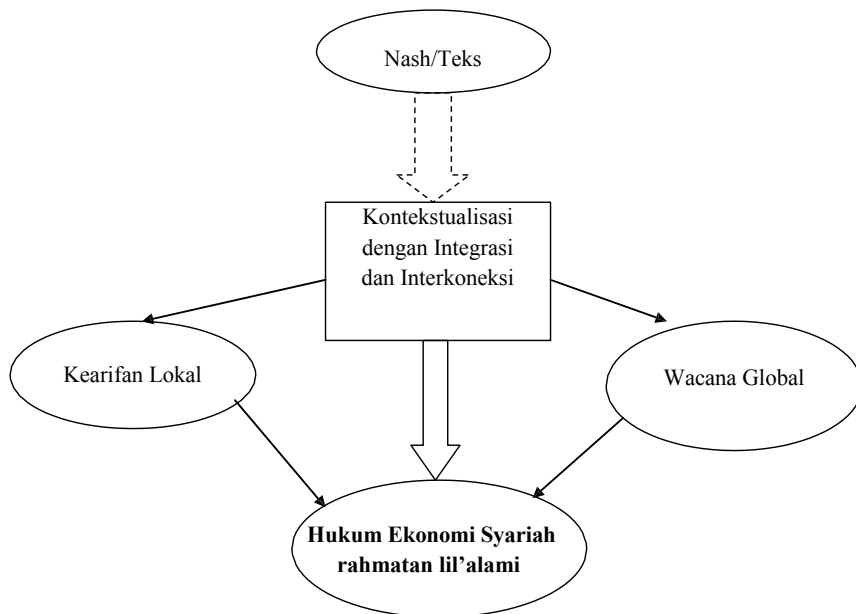 Nash/Teks
Kontekstualisasi
dengan Integrasi
dan Interkoneksi
Kearifan Lokal
Wacana Global
Hukum Ekonomi Syariah
rahmatan lil’alami